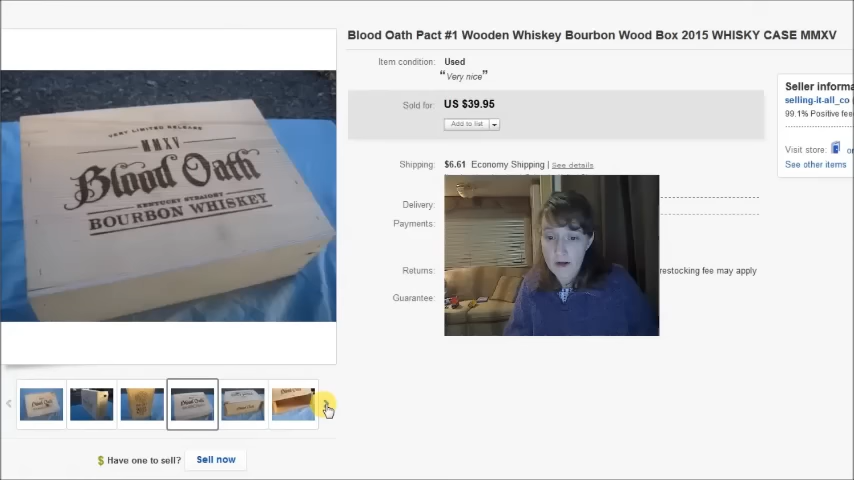 Blood Oath Pact #1 Wooden Whiskey Bourbon Wood Box 2015 WHISKY CASE MMXV
Item condition: Used
“Very nice”
Sold for: US $39.95
Add to list
Shipping: $6.61 Economy Shipping | See details
Delivery:
Payments:
Returns: restocking fee may apply
Guarantee:
Seller informa
selling-it-all_co
99.1% Positive fee
Visit store:
See other items
VERY LIMITED RELEASE
MMXV
Blood Oath
KENTUCKY STRAIGHT
BOURBON WHISKEY
$ Have one to sell? Sell now